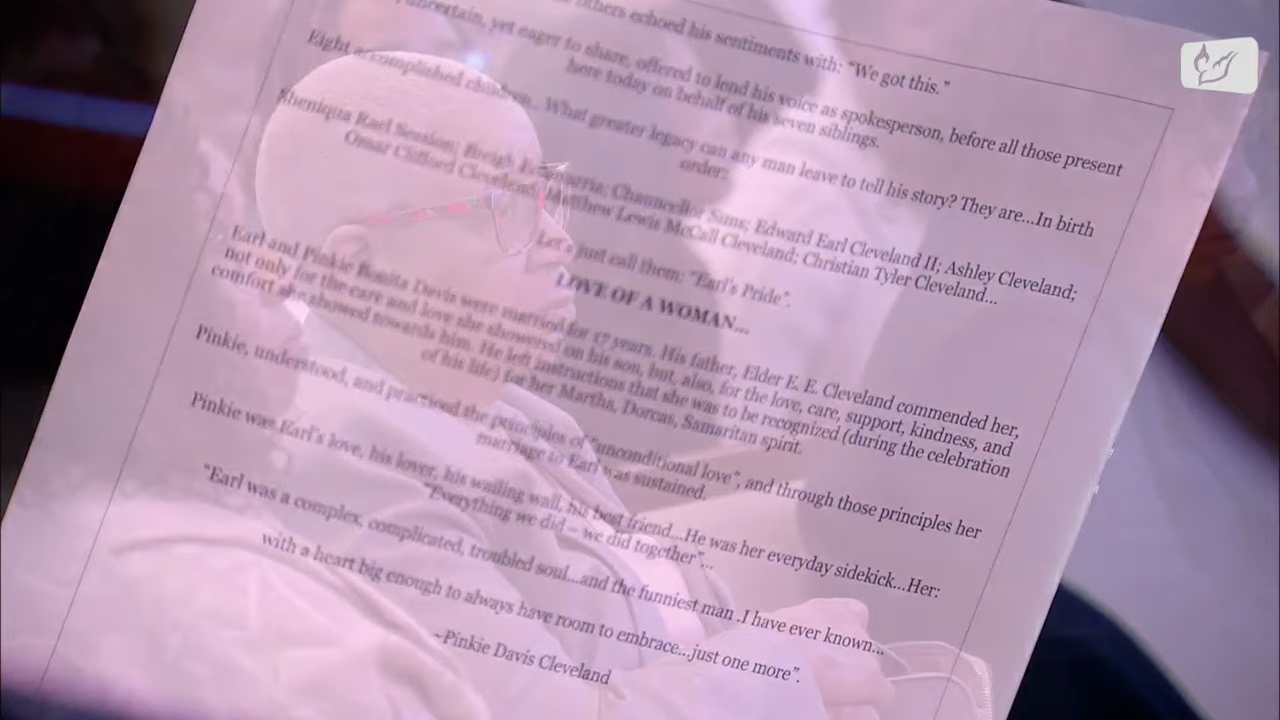 others echoed his sentiments with: "We got this."
uncertain, yet eager to share, offered to lend his voice as spokesperson, before all those present
here today on behalf of his seven siblings.
Eight accomplished children.. What greater legacy can any man leave to tell his story? They are...In birth
order:
Sheniqua Rael Session; Echevarria; Chauncellor Sims; Edward Earl Cleveland II; Ashley Cleveland;
Omar Clifford Cleveland; Matthew Lewis McCall Cleveland; Christian Tyler Cleveland...
Let's just call them: "Earl's Pride".
LOVE OF A WOMAN...
Earl and Pinkie Bonita Davis were married for 17 years. His father, Elder E. E. Cleveland commended her,
not only for the care and love she showered on his son, but, also, for the love, care, support, kindness, and
comfort she showed towards him. He left instructions that she was to be recognized (during the celebration
of his life) for her Martha, Dorcas, Samaritan spirit.
Pinkie, understood, and practiced the principles of "unconditional love", and through those principles her
marriage to Earl was sustained.
Pinkie was Earl's love, his lover, his wailing wall, his best friend...He was her everyday sidekick...Her:
"Everything we did – we did together"...
"Earl was a complex, complicated, troubled soul...and the funniest man .I have ever known...
with a heart big enough to always have room to embrace...just one more".
~Pinkie Davis Cleveland